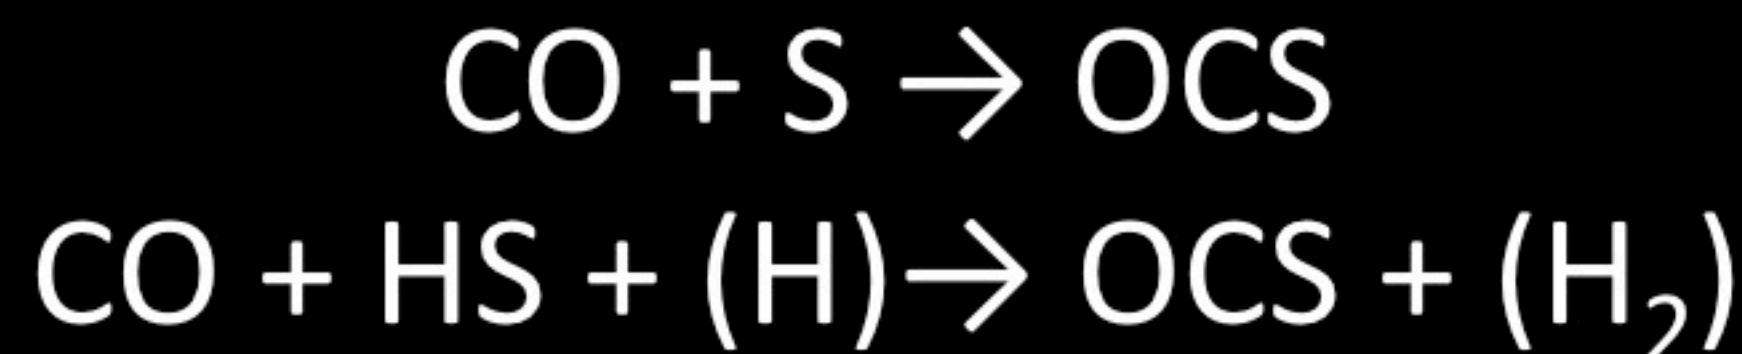 CO + S → OCS
CO + HS + (H)→ OCS + (H₂)